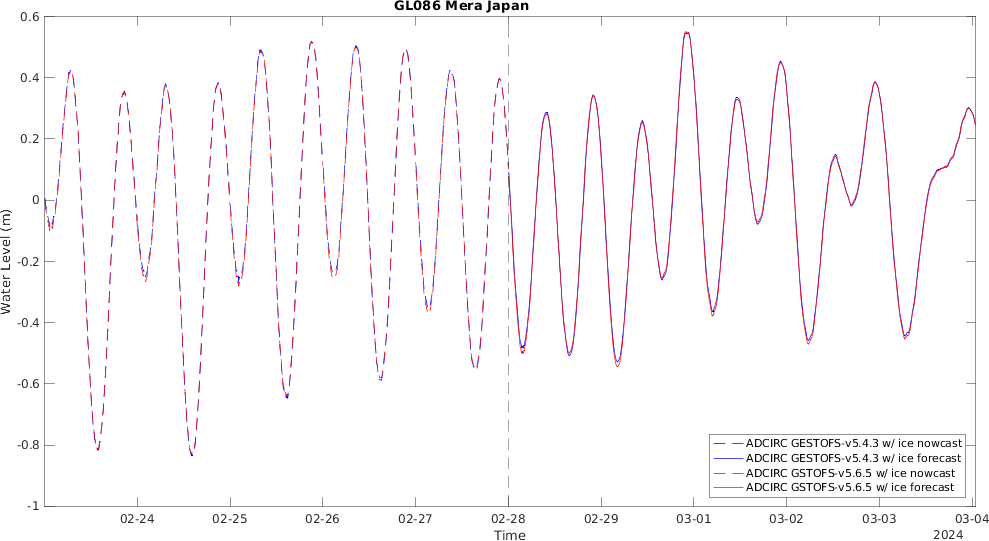 GL086 Mera Japan
0.6
0.4
0.2
0
-0.2
-0.4
-0.6
-0.8
-1
Water Level (m)
ADCIRC GESTOFS-v5.4.3 w/ ice nowcast
ADCIRC GESTOFS-v5.4.3 w/ ice forecast
ADCIRC GSTOFS-v5.6.5 w/ ice nowcast
ADCIRC GSTOFS-v5.6.5 w/ ice forecast
02-24 02-25 02-26 02-27 02-28 02-29 03-01 03-02 03-03 03-04
Time
2024